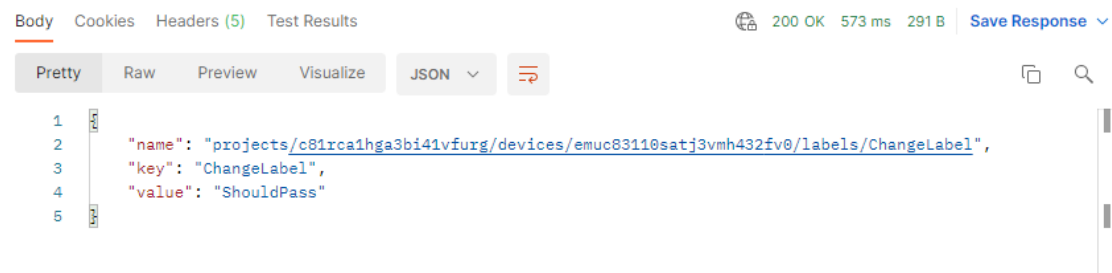 Body Cookies Headers (5) Test Results 200 OK 573 ms 291 B Save Response
Pretty Raw Preview Visualize JSON
1 {
2 "name": "projects/c81rca1hga3bi41vfurg/devices/emuc83110satj3vmh432fv0/labels/ChangeLabel",
3 "key": "ChangeLabel",
4 "value": "ShouldPass"
5 }